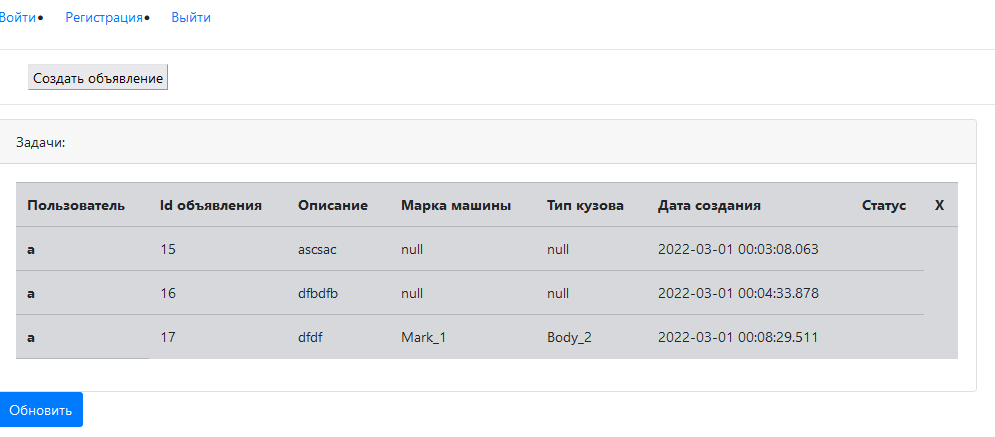 Войти• Регистрация• Выйти
Создать объявление
Задачи:
Пользователь Id объявления Описание Марка машины Тип кузова Дата создания Статус X
a 15 ascsac null null 2022-03-01 00:03:08.063
a 16 dfbdfb null null 2022-03-01 00:04:33.878
a 17 dfdf Mark_1 Body_2 2022-03-01 00:08:29.511
Обновить